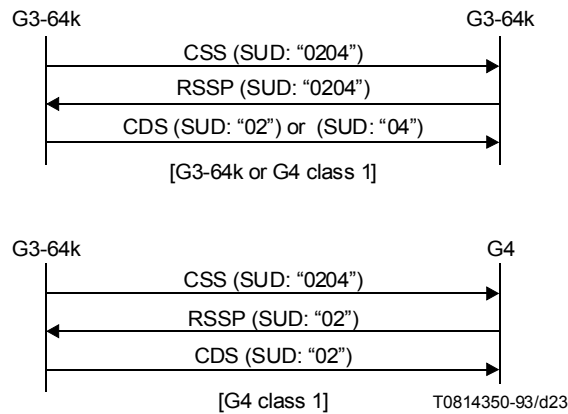 G3-64k G3-64k
CSS (SUD: “0204”)
RSSP (SUD: “0204”)
CDS (SUD: “02”) or (SUD: “04”)
[G3-64k or G4 class 1]
G3-64k G4
CSS (SUD: “0204”)
RSSP (SUD: “02”)
CDS (SUD: “02”)
[G4 class 1] T0814350-93/d23